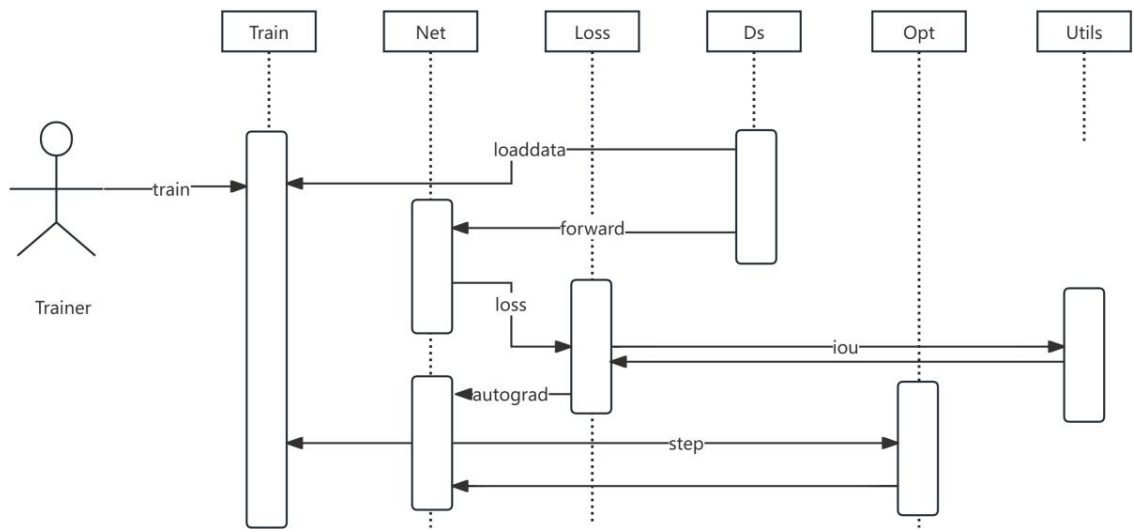 Train
Net
Loss
Ds
Opt
Utils
loaddata
train
forward
loss
Trainer
iou
autograd
step